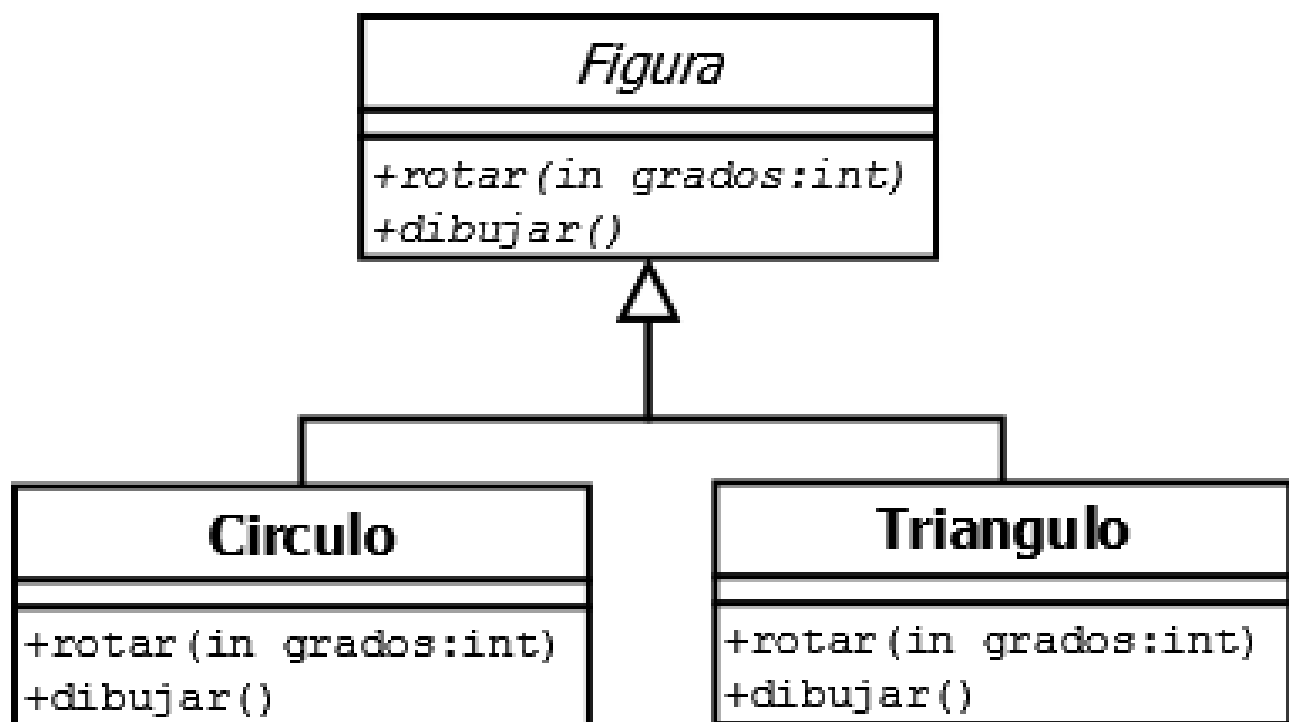 Figura
+rotar(in grados:int)
+dibujar()
Circulo
+rotar(in grados:int)
+dibujar()
Triangulo
+rotar(in grados:int)
+dibujar()